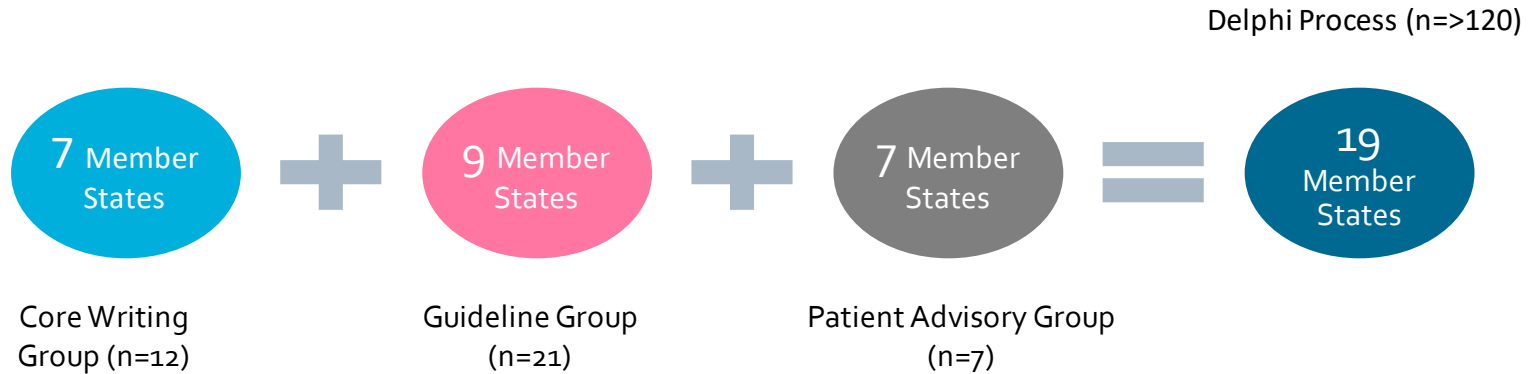 Delphi Process (n=>120)
7 Member
States
9 Member
States
7 Member
States
19
Member
States
Core Writing
Group (n=12)
Guideline Group
(n=21)
Patient Advisory Group
(n=7)